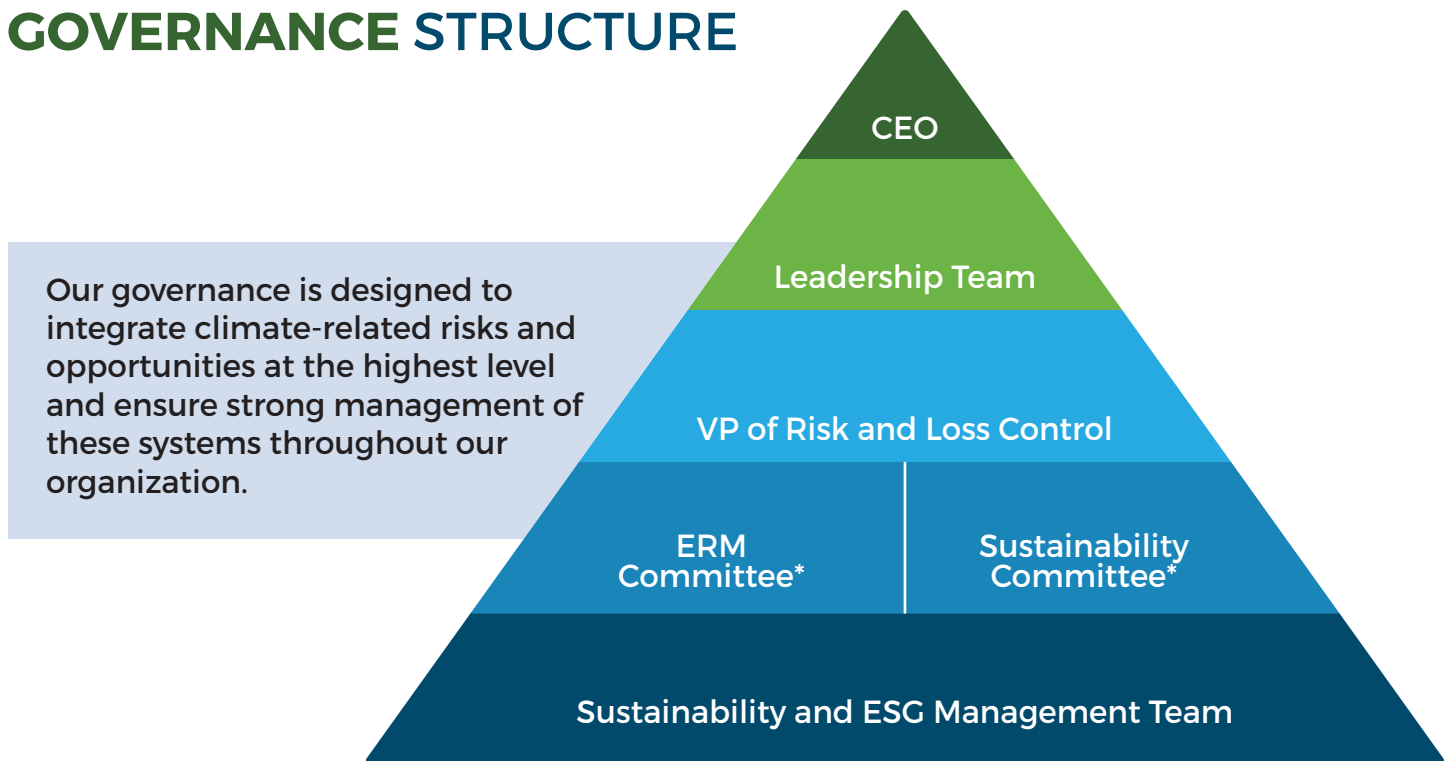 GOVERNANCE STRUCTURE
CEO
Leadership Team
Our governance is designed to
integrate climate-related risks and
opportunities at the highest level
and ensure strong management of
these systems throughout our
organization.
VP of Risk and Loss Control
ERM
Committee*
Sustainability
Committee*
Sustainability and ESG Management Team